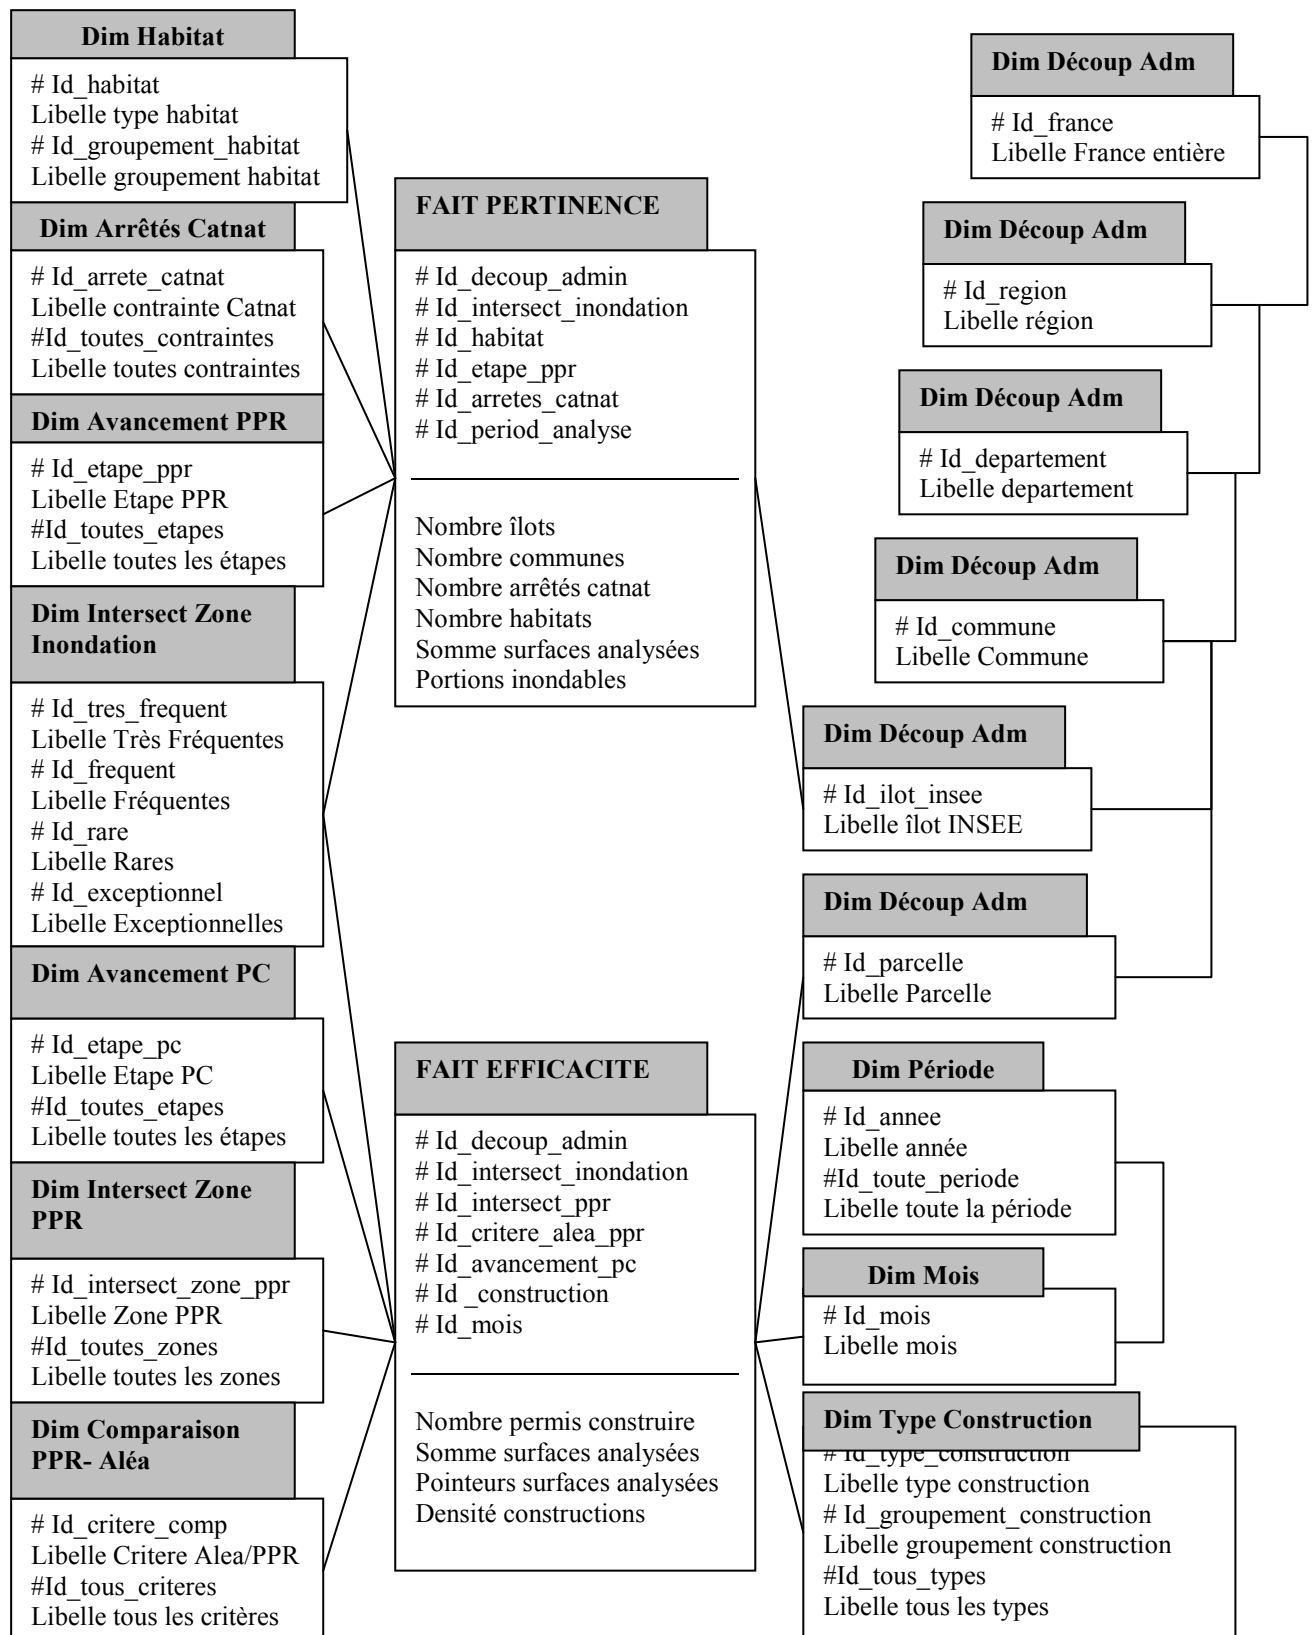 Dim Habitat
# Id_habitat
Libelle type habitat
# Id_groupement_habitat
Libelle groupement habitat
Dim Arrêtés Catnat
# Id_arrete_catnat
Libelle contrainte Catnat
#Id_toutes_contraintes
Libelle toutes contraintes
Dim Avancement PPR
# Id_etape_ppr
Libelle Etape PPR
#Id_toutes_etapes
Libelle toutes les étapes
Dim Intersect Zone
Inondation
# Id_tres_frequent
Libelle Très Fréquentes
# Id_frequent
Libelle Fréquentes
# Id_rare
Libelle Rares
# Id_exceptionnel
Libelle Exceptionnelles
Dim Avancement PC
# Id_etape_pc
Libelle Etape PC
#Id_toutes_etapes
Libelle toutes les étapes
Dim Intersect Zone
PPR
# Id_intersect_zone_ppr
Libelle Zone PPR
#Id_toutes_zones
Libelle toutes les zones
Dim Comparaison
PPR- Aléa
# Id_critere_comp
Libelle Critere Alea/PPR
#Id_tous_criteres
Libelle tous les critères
FAIT PERTINENCE
# Id_decoup_admin
# Id_intersect_inondation
# Id_habitat
# Id_etape_ppr
# Id_arretes_catnat
# Id_period_analyse
Nombre îlots
Nombre communes
Nombre arrêtés catnat
Nombre habitats
Somme surfaces analysées
Portions inondables
FAIT EFFICACITE
# Id_decoup_admin
# Id_intersect_inondation
# Id_intersect_ppr
# Id_critere_alea_ppr
# Id_avancement_pc
# Id _construction
# Id_mois
Nombre permis construire
Somme surfaces analysées
Pointeurs surfaces analysées
Densité constructions
Dim Découp Adm
# Id_france
Libelle France entière
Dim Découp Adm
# Id_region
Libelle région
Dim Découp Adm
# Id_departement
Libelle departement
Dim Découp Adm
# Id_commune
Libelle Commune
Dim Découp Adm
# Id_ilot_insee
Libelle îlot INSEE
Dim Découp Adm
# Id_parcelle
Libelle Parcelle
Dim Période
# Id_annee
Libelle année
#Id_toute_periode
Libelle toute la période
Dim Mois
# Id_mois
Libelle mois
Dim Type Construction
# Id_type_construction
Libelle type construction
# Id_groupement_construction
Libelle groupement construction
#Id_tous_types
Libelle tous les types